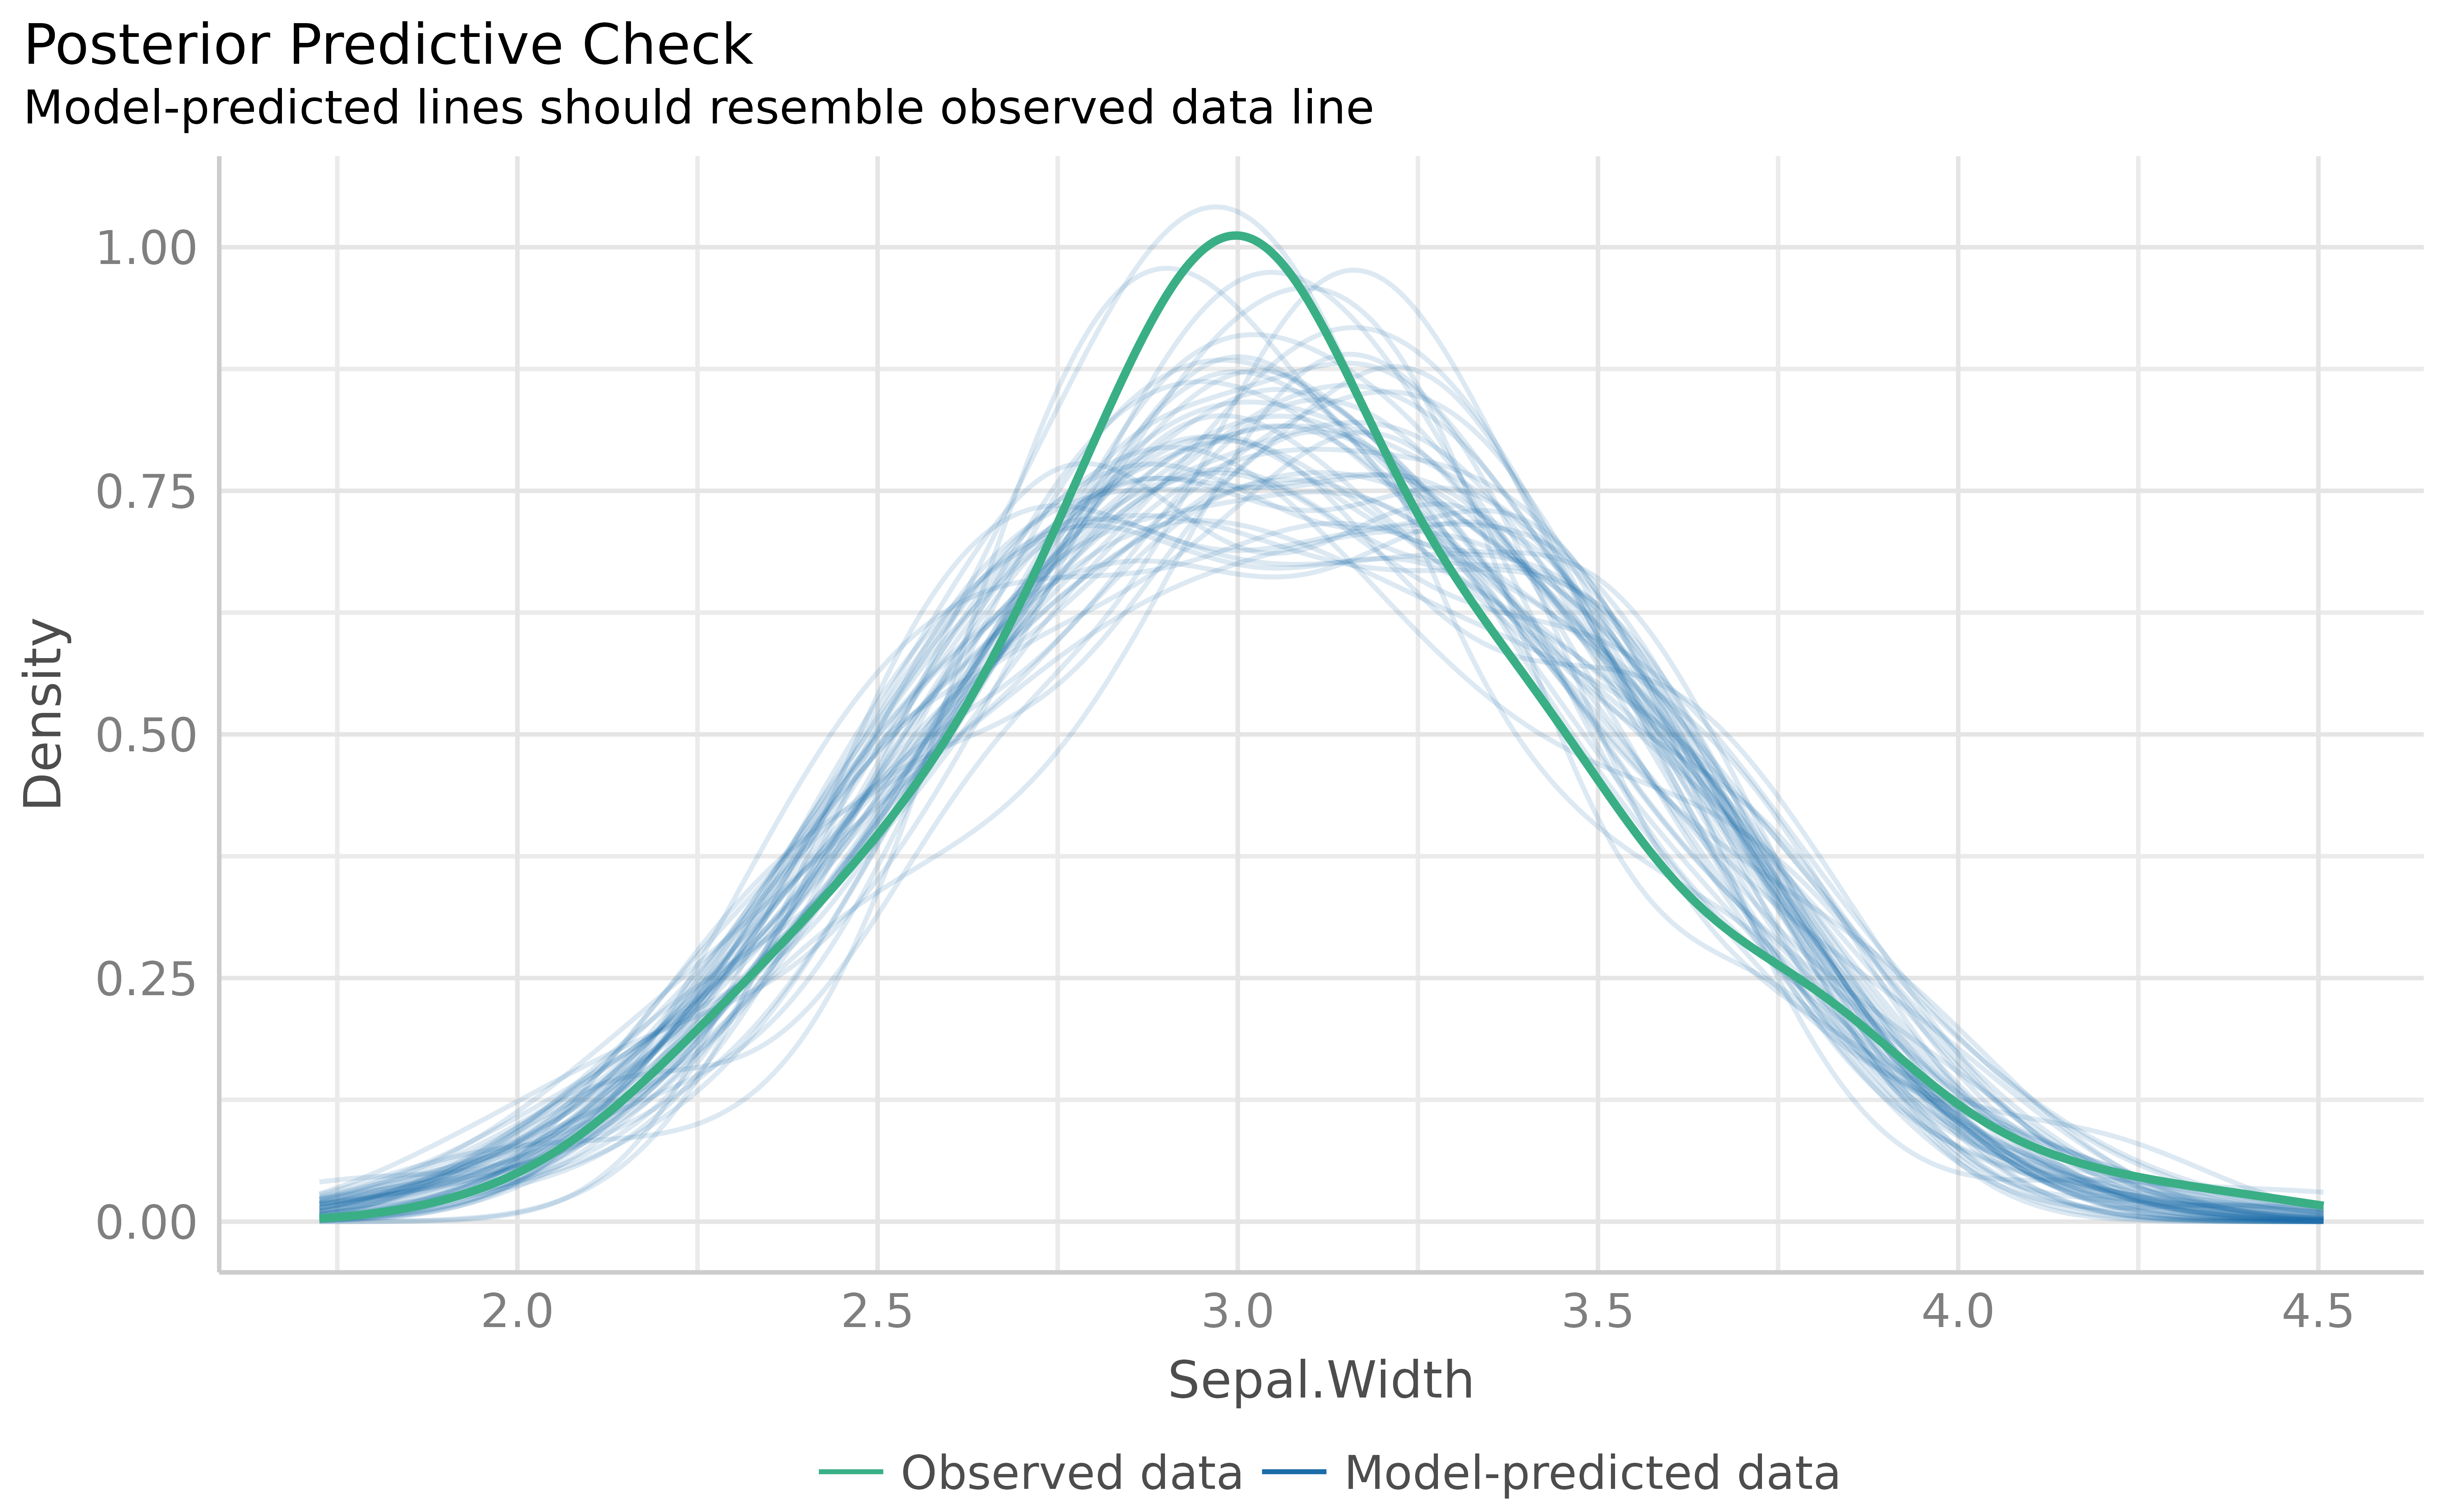 Posterior Predictive Check
Model-predicted lines should resemble observed data line
Density
1.00
0.75
0.50
0.25
0.00
2.0 2.5 3.0 3.5 4.0 4.5
Sepal.Width
Observed data Model-predicted data